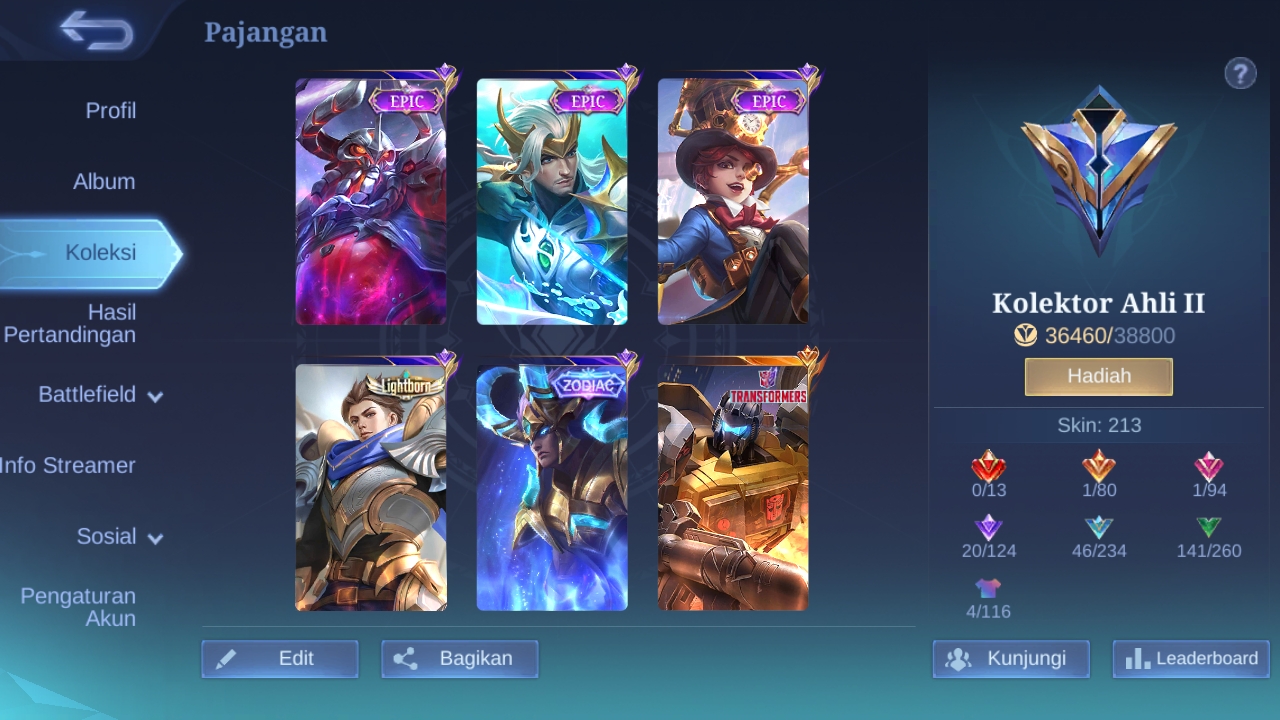 Pajangan
Profil
Album
Koleksi
Hasil
Pertandingan
Battlefield
Info Streamer
Sosial
Pengaturan
Akun
EPIC
EPIC
EPIC
Lightborn
ZODIAC
TRANSFORMERS
Edit
Bagikan
?
Kolektor Ahli II
36460/38800
Hadiah
Skin: 213
0/13
1/80
1/94
20/124
46/234
141/260
4/116
Kunjungi
Leaderboard